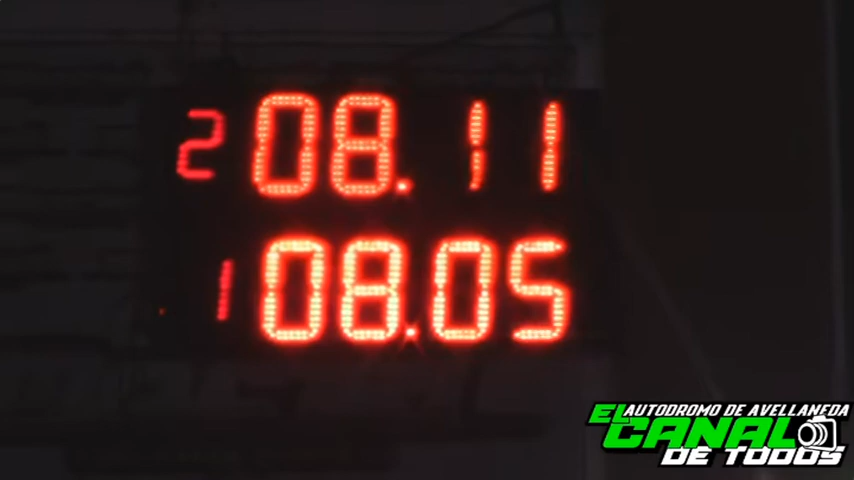 2 08.11
1 08.05
AUTODROMO DE AVELLANEDA
EL CANAL
DE TODOS